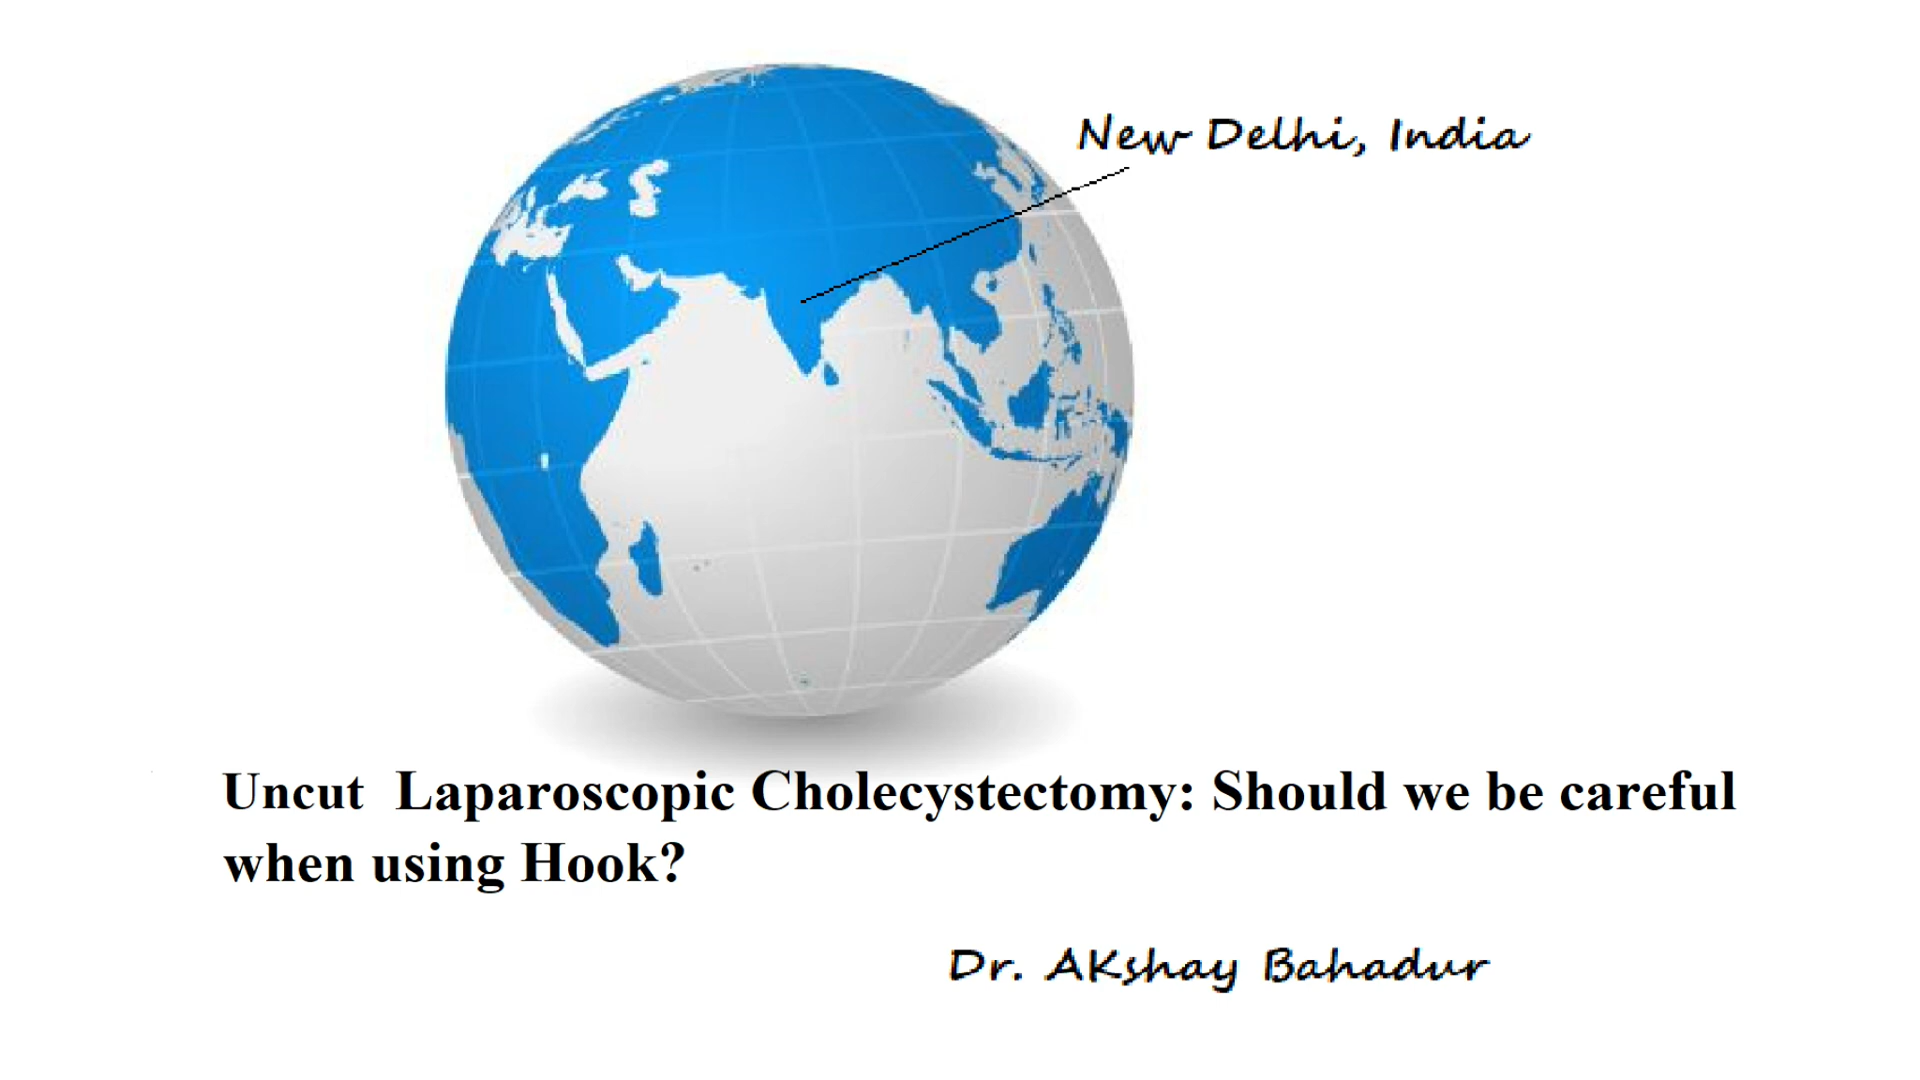 New Delhi, India
Uncut Laparoscopic Cholecystectomy: Should we be careful
when using Hook?
Dr. AKshay Bahadur